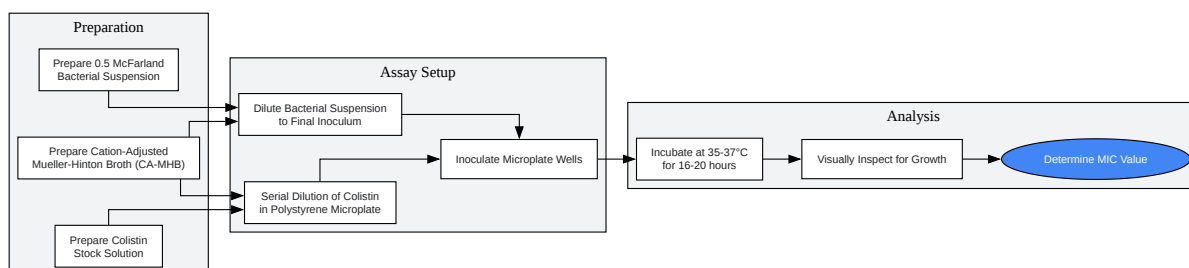 Preparation
Prepare 0.5 McFarland
Bacterial Suspension
Prepare Cation-Adjusted
Mueller-Hinton Broth (CA-MHB)
Prepare Colistin
Stock Solution
Assay Setup
Dilute Bacterial Suspension
to Final Inoculum
Serial Dilution of Colistin
in Polystyrene Microplate
Inoculate Microplate Wells
Analysis
Incubate at 35-37°C
for 16-20 hours
Visually Inspect for Growth
Determine MIC Value